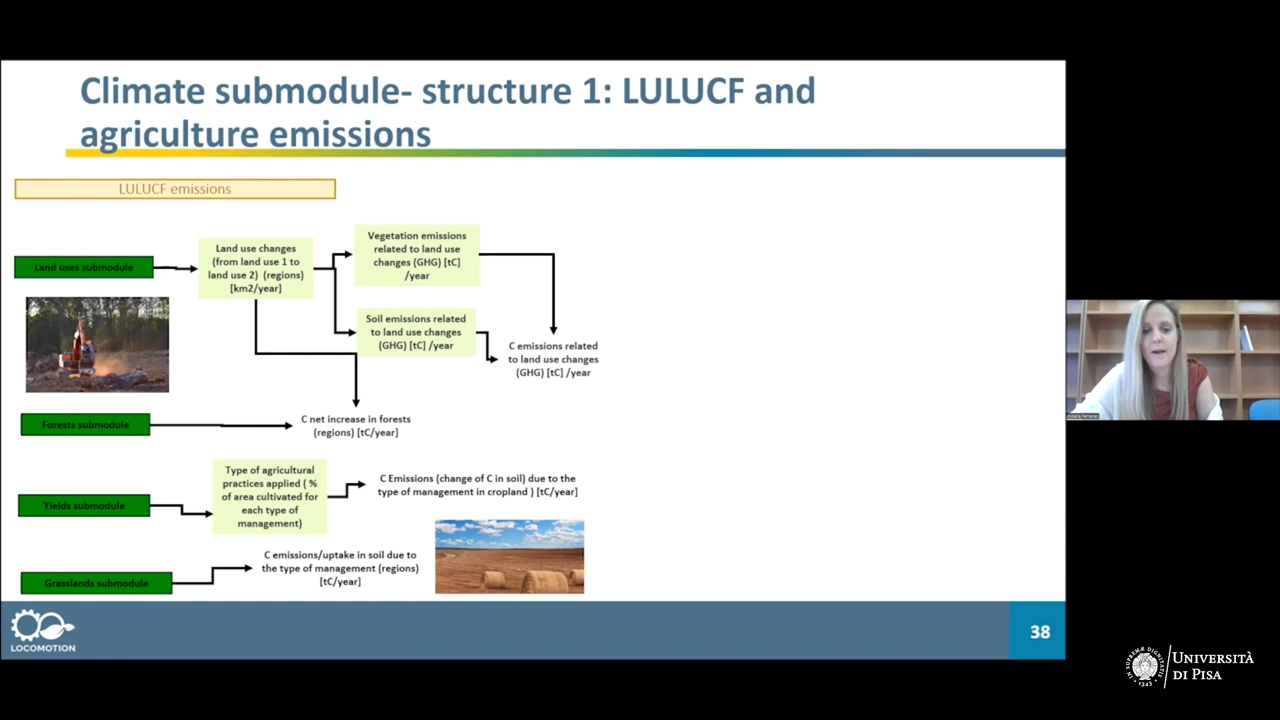 Climate submodule- structure 1: LULUCF and
agriculture emissions
LULUCF emissions
Land uses submodule
Land use changes
(from land use 1 to
land use 2) (regions)
[km2/year]
Vegetation emissions
related to land use
changes (GHG) [tC]
/year
Soil emissions related
to land use changes
(GHG) [tC] /year
C emissions related
to land use changes
(GHG) [tC] /year
Forests submodule
C net increase in forests
(regions) [tC/year]
Yields submodule
Type of agricultural
practices applied ( %
of area cultivated for
each type of
management)
C Emissions (change of C in soil) due to the
type of management in cropland ) [tC/year]
Grasslands submodule
C emissions/uptake in soil due to
the type of management (regions)
[tC/year]
LOCOMOTION
38
UNIVERSITÀ
DI PISA
IN SUPREMÆ DIGNITATIS
1343